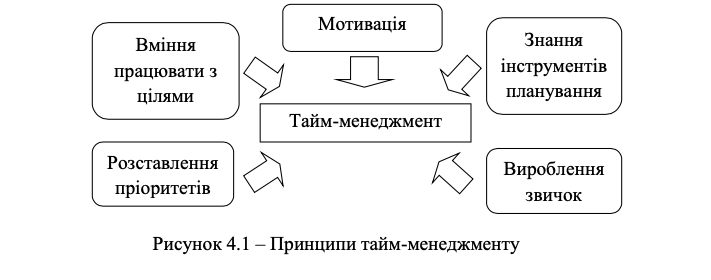 Вміння
працювати з
цілями
Мотивація
Знання
інструментів
планування
Тайм-менеджмент
Розставлення
пріоритетів
Вироблення
звичок
Рисунок 4.1 – Принципи тайм-менеджменту